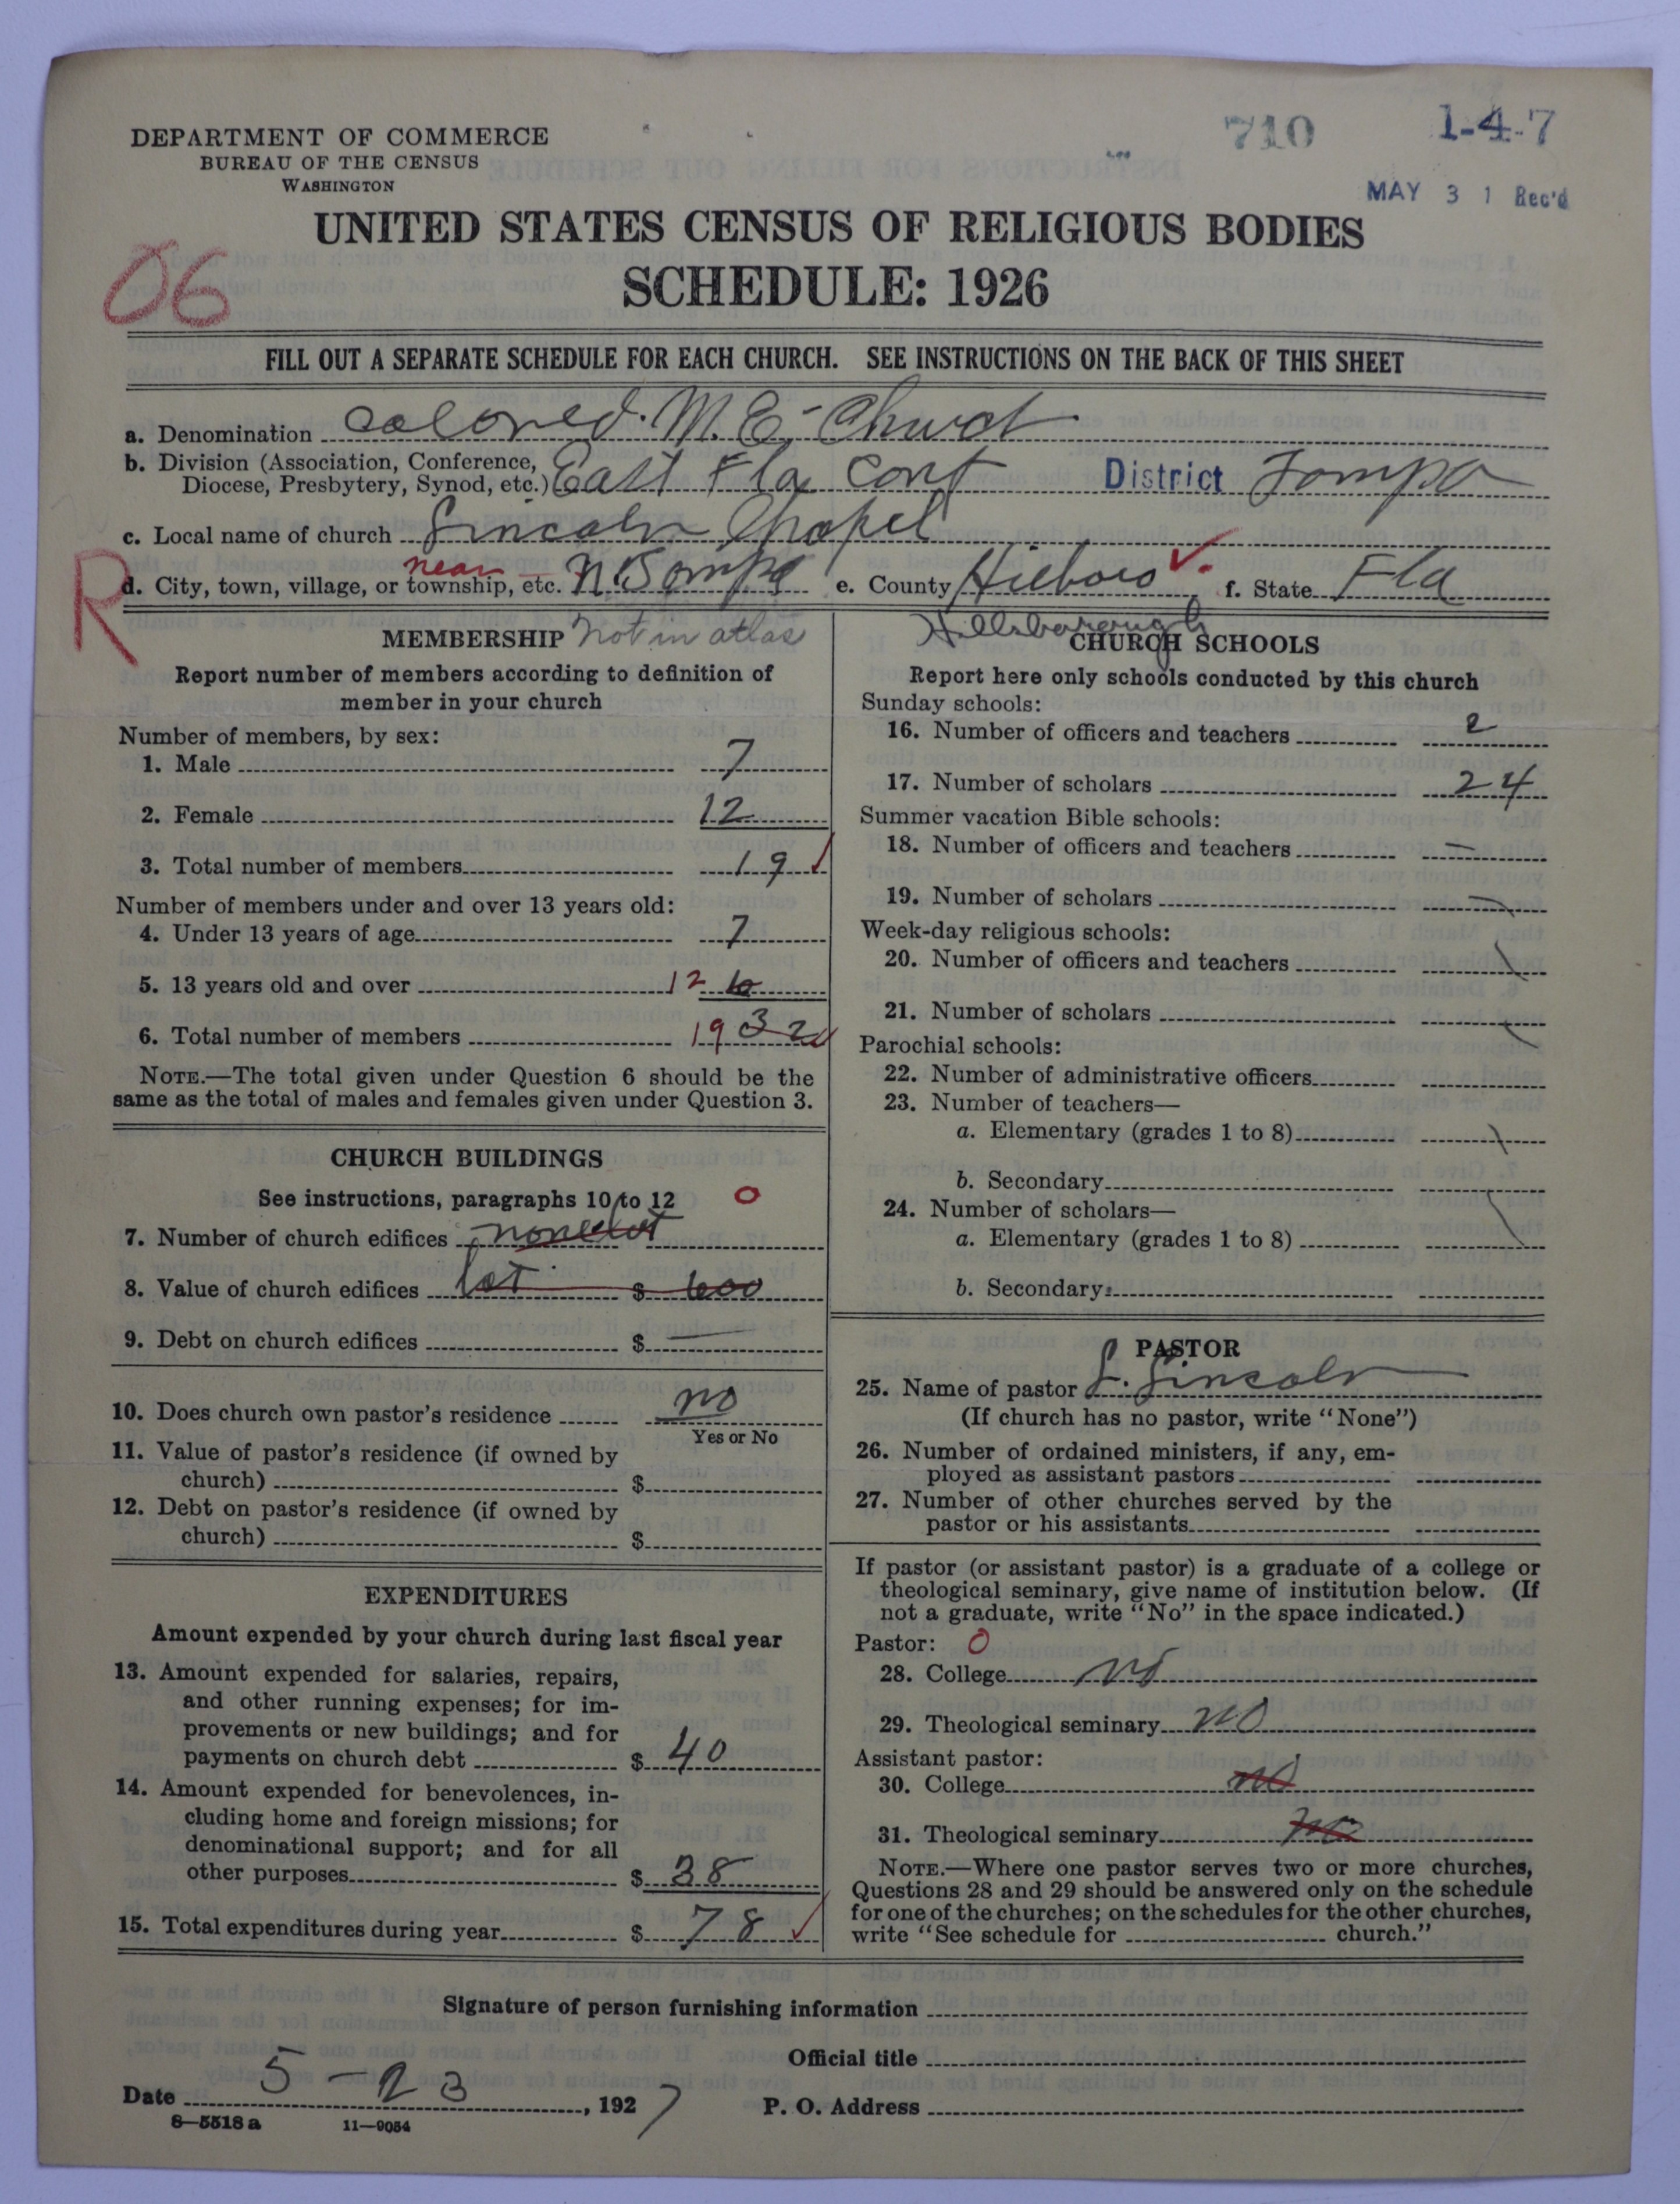 710
1-4-7
DEPARTMENT OF COMMERCE
BUREAU OF THE CENSUS
WASHINGTON
MAY 31 Rec'd
UNITED STATES CENSUS OF RELIGIOUS BODIES
SCHEDULE: 1926
06
FILL OUT A SEPARATE SCHEDULE FOR EACH CHURCH. SEE INSTRUCTIONS ON THE BACK OF THIS SHEET
a. Denomination Colored M. E. Church
b. Division (Association, Conference,
Diocese, Presbytery, Synod, etc.) East Fla Conf District Tampa
c. Local name of church Lincoln Chapel
R
near
d. City, town, village, or township, etc. N. Tampa e. County Hilboro f. State Fla
Hillsborough
MEMBERSHIP Not in atlas
Report number of members according to definition of
member in your church
Number of members, by sex:
1. Male 7
2. Female 12
3. Total number of members 19
Number of members under and over 13 years old:
4. Under 13 years of age 7
5. 13 years old and over 12
6. Total number of members 19 32
NOTE.—The total given under Question 6 should be the
same as the total of males and females given under Question 3.
CHURCH BUILDINGS
See instructions, paragraphs 10 to 12 0
7. Number of church edifices none lot
8. Value of church edifices lot $ 600
9. Debt on church edifices $ —
10. Does church own pastor's residence no
Yes or No
11. Value of pastor's residence (if owned by
church) $
12. Debt on pastor's residence (if owned by
church) $
EXPENDITURES
Amount expended by your church during last fiscal year
13. Amount expended for salaries, repairs,
and other running expenses; for im-
provements or new buildings; and for
payments on church debt $ 40
14. Amount expended for benevolences, in-
cluding home and foreign missions; for
denominational support; and for all
other purposes $ 38
15. Total expenditures during year $ 78
CHURCH SCHOOLS
Report here only schools conducted by this church
Sunday schools:
16. Number of officers and teachers 2
17. Number of scholars 24
Summer vacation Bible schools:
18. Number of officers and teachers —
19. Number of scholars
Week-day religious schools:
20. Number of officers and teachers
21. Number of scholars
Parochial schools:
22. Number of administrative officers
23. Number of teachers—
a. Elementary (grades 1 to 8)
b. Secondary
24. Number of scholars—
a. Elementary (grades 1 to 8)
b. Secondary
PASTOR
25. Name of pastor L. Lincoln
(If church has no pastor, write "None")
26. Number of ordained ministers, if any, em-
ployed as assistant pastors
27. Number of other churches served by the
pastor or his assistants
If pastor (or assistant pastor) is a graduate of a college or
theological seminary, give name of institution below. (If
not a graduate, write "No" in the space indicated.)
Pastor: 0
28. College no
29. Theological seminary no
Assistant pastor:
30. College no
31. Theological seminary no
NOTE.—Where one pastor serves two or more churches,
Questions 28 and 29 should be answered only on the schedule
for one of the churches; on the schedules for the other churches,
write "See schedule for church."
Signature of person furnishing information
Official title
Date 5-23, 1927 P. O. Address
8—5518 a 11—9054